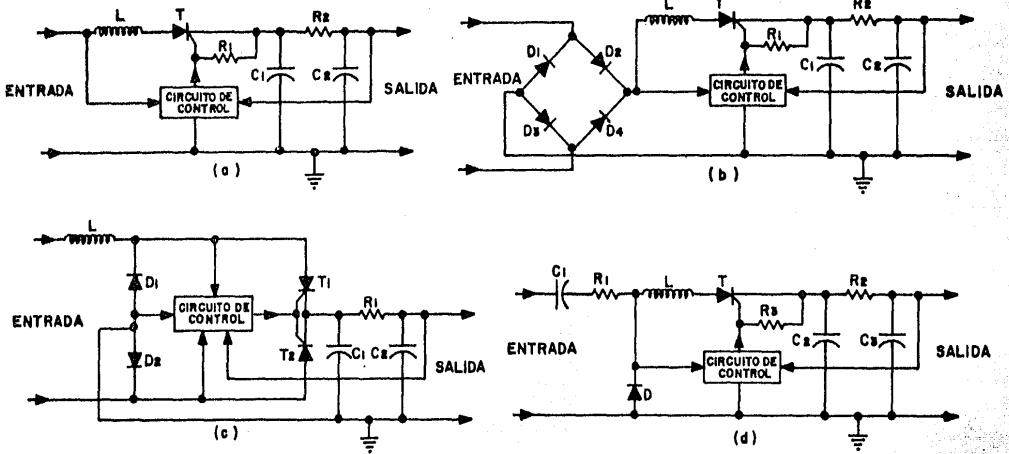 L T R2
R1
C1 C2
ENTRADA
CIRCUITO DE
CONTROL
SALIDA
(a)
L T R2
D1 D2 R1
C1 C2
ENTRADA
CIRCUITO DE
CONTROL
D3 D4
SALIDA
(b)
L
D1 T1
CIRCUITO DE
CONTROL
R1
ENTRADA
D2 T2 C1 C2
SALIDA
(c)
C1 R1 L T R2
R3
C2 C3
ENTRADA
CIRCUITO DE
CONTROL
SALIDA
D
(d)